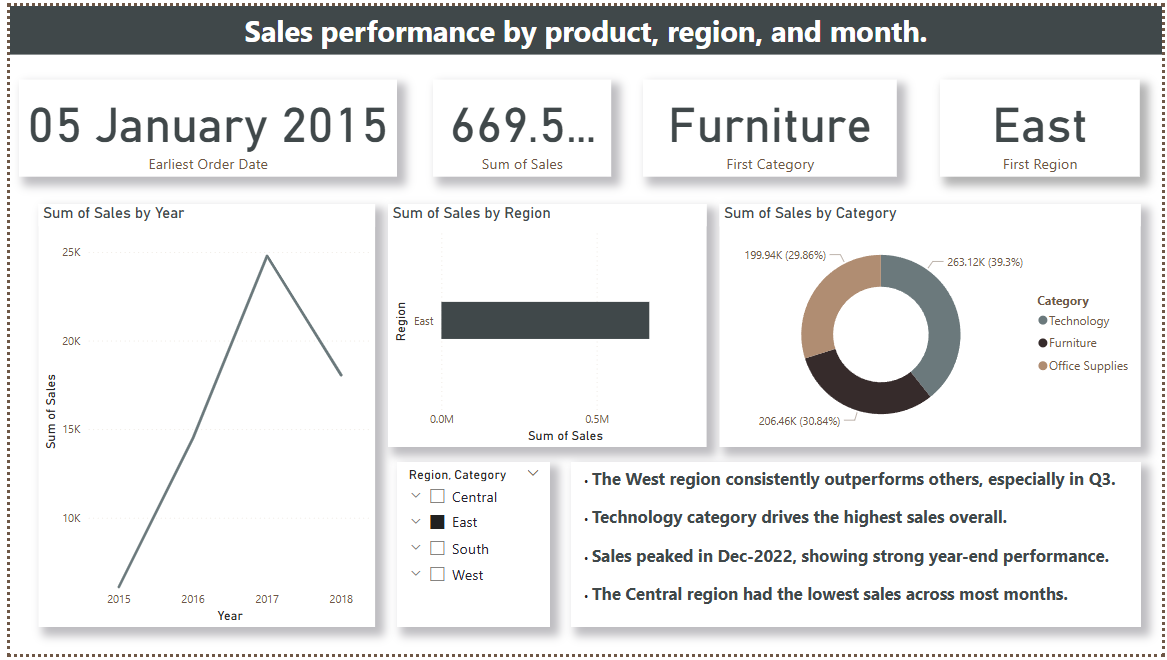 Sales performance by product, region, and month.
05 January 2015
Earliest Order Date
669.5...
Sum of Sales
Furniture
First Category
East
First Region
Sum of Sales by Year
25K
20K
15K
10K
Sum of Sales
2015 2016 2017 2018
Year
Sum of Sales by Region
Region
East
0.0M 0.5M
Sum of Sales
Sum of Sales by Category
199.94K (29.86%)
263.12K (39.3%)
206.46K (30.84%)
Category
Technology
Furniture
Office Supplies
Region, Category
Central
East
South
West
· The West region consistently outperforms others, especially in Q3.
· Technology category drives the highest sales overall.
· Sales peaked in Dec-2022, showing strong year-end performance.
· The Central region had the lowest sales across most months.